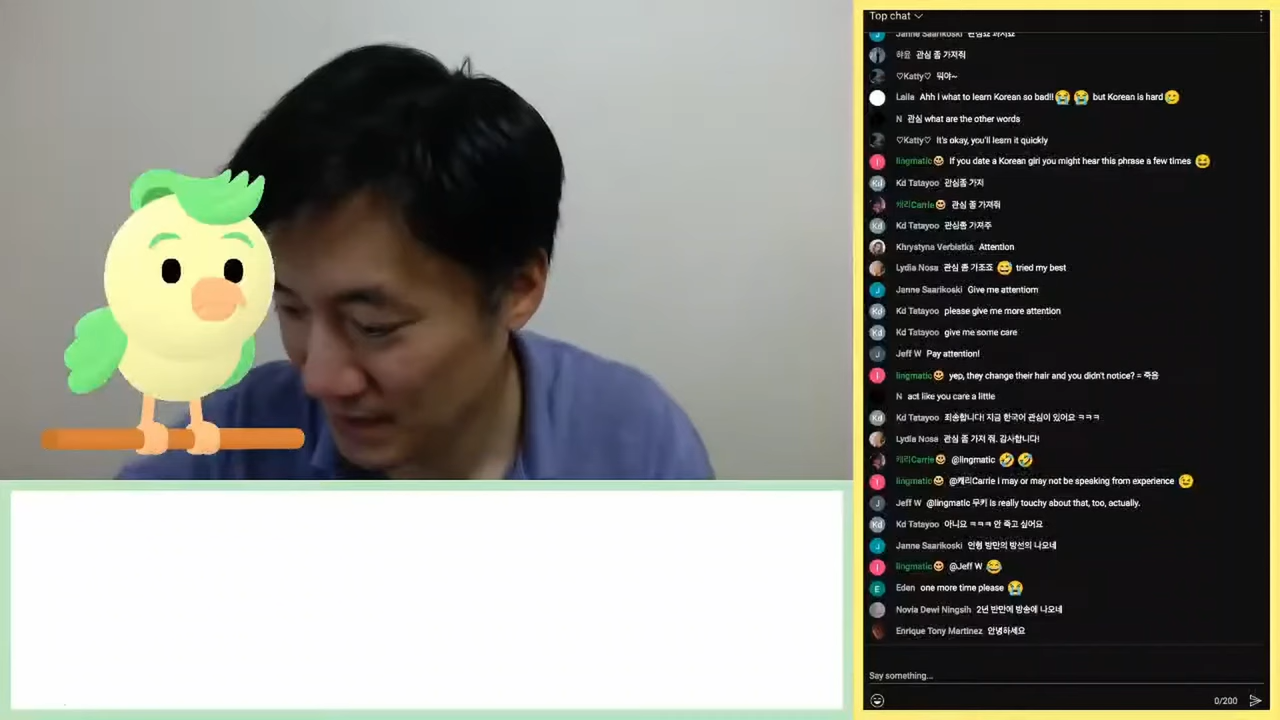 Top chat
Janne Saarikoski
하윤 관심 좀 가져줘
♡Katty♡ 뭐야~
Laila Ahh I what to learn Korean so bad!!😭😭 but Korean is hard🥲
N 관심 what are the other words
♡Katty♡ It's okay, you'll learn it quickly
lingmatic If you date a Korean girl you might hear this phrase a few times 😆
Kd Tatayoo 관심좀 가져
캐리Carrie 관심 좀 가져줘
Kd Tatayoo 관심좀 가져주
Khrystyna Verbistka Attention
Lydia Nosa 관심 좀 가조죠 😅 tried my best
Janne Saarikoski Give me attentiom
Kd Tatayoo please give me more attention
Kd Tatayoo give me some care
Jeff W Pay attention!
lingmatic yep, they change their hair and you didn't notice? = 죽음
N act like you care a little
Kd Tatayoo 죄송합니다! 지금 한국어 관심이 있어요 ㅋㅋㅋ
Lydia Nosa 관심 좀 가져 줘. 감사합니다!
캐리Carrie @lingmatic 🤣🤣
lingmatic @캐리Carrie I may or may not be speaking from experience 😉
Jeff W @lingmatic 우키 is really touchy about that, too, actually.
Kd Tatayoo 아니요 ㅋㅋㅋ 안 죽고 싶어요
Janne Saarikoski 인형 방만의 방선의 나오네
lingmatic @Jeff W 😂
Eden one more time please 😭
Novia Dewi Ningsih 2년 반만에 방송에 나오네
Enrique Tony Martinez 안녕하세요
Say something...
0/200